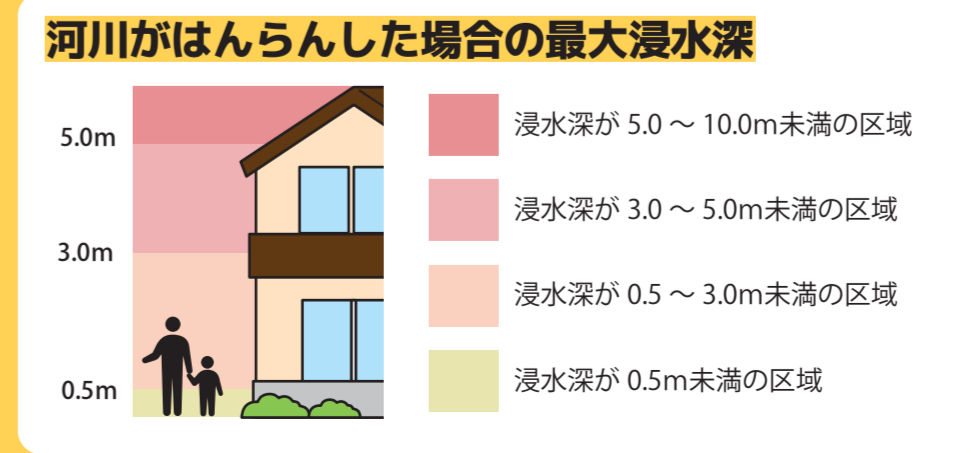 河川がはんらんした場合の最大浸水深
5.0m
3.0m
0.5m
浸水深が 5.0 ～ 10.0m未満の区域
浸水深が 3.0 ～ 5.0m未満の区域
浸水深が 0.5 ～ 3.0m未満の区域
浸水深が 0.5m未満の区域